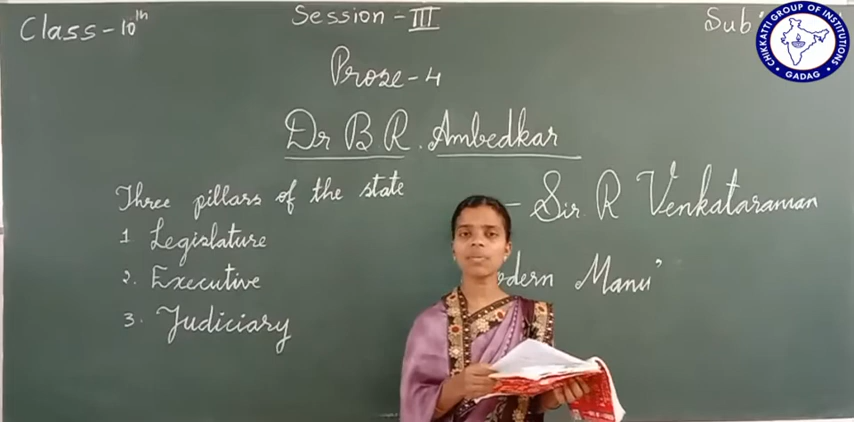 Class - 10th
Session - III
Sub
CHIKKATTI GROUP OF INSTITUTIONS
GADAG
Prose - 4
Dr B R. Ambedkar
- Sir. R Venkataraman
Three pillars of the state
1 Legislature
2. Executive
3. Judiciary
Manu"